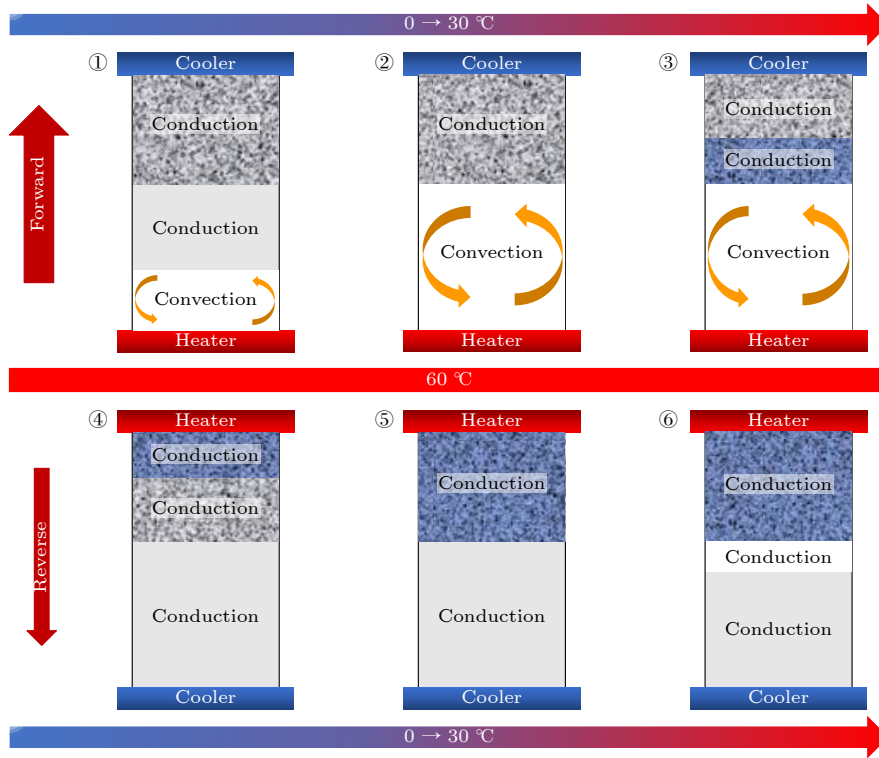 0 → 30 ℃
① Cooler ② Cooler ③ Cooler
Conduction Conduction Conduction
Conduction
Forward
Conduction
Convection Convection
Convection
Heater Heater Heater
60 ℃
④ Heater ⑤ Heater ⑥ Heater
Conduction
Conduction Conduction
Conduction
Reverse
Conduction
Conduction Conduction
Conduction
Cooler Cooler Cooler
0 → 30 ℃